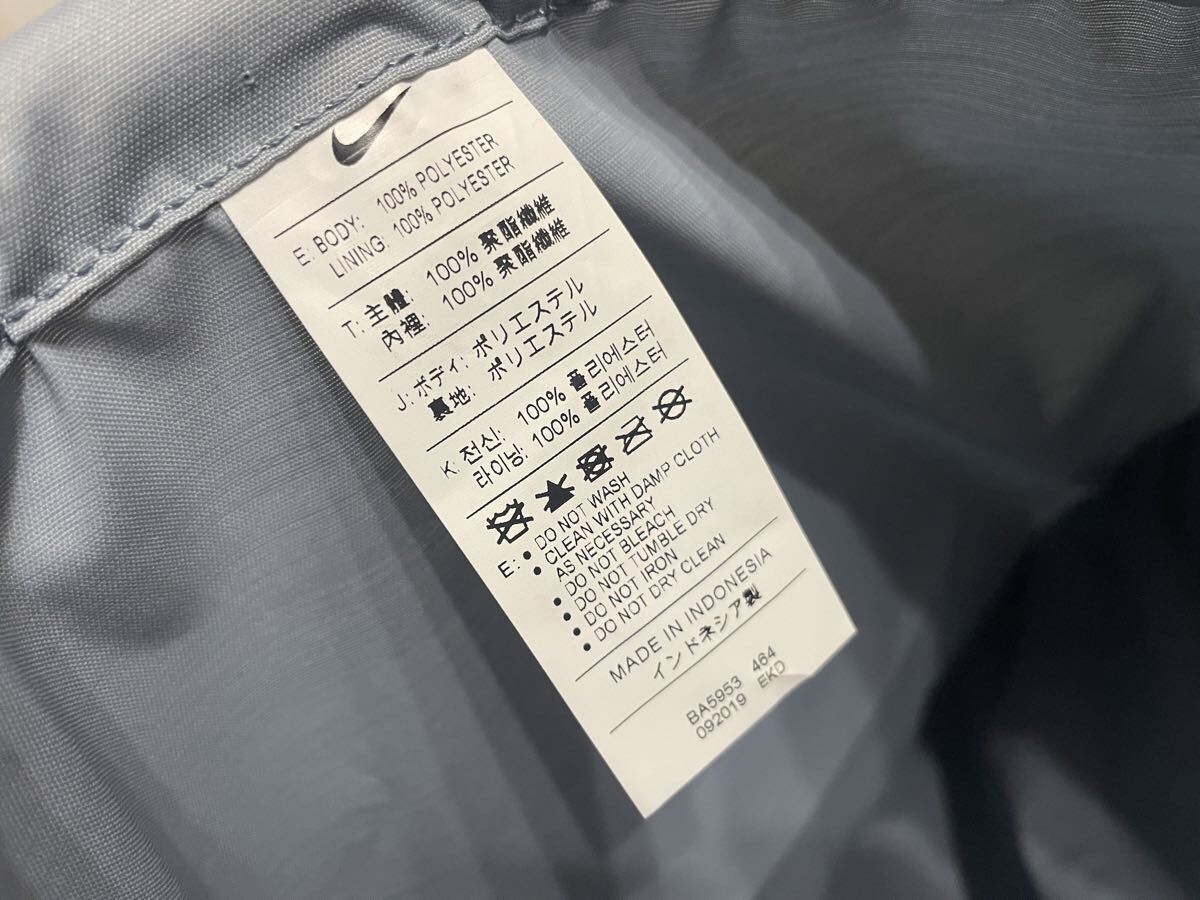 E: BODY: 100% POLYESTER
LINING: 100% POLYESTER
T: 主體: 100% 聚酯纖維
內裡: 100% 聚酯纖維
J: ボディ: ポリエステル
裏地: ポリエステル
K: 전신: 100% 폴리에스터
라이닝: 100% 폴리에스터
E: • DO NOT WASH
• CLEAN WITH DAMP CLOTH
AS NECESSARY
• DO NOT BLEACH
• DO NOT TUMBLE DRY
• DO NOT IRON
• DO NOT DRY CLEAN
MADE IN INDONESIA
インドネシア製
BA5953 464
092019 EKD